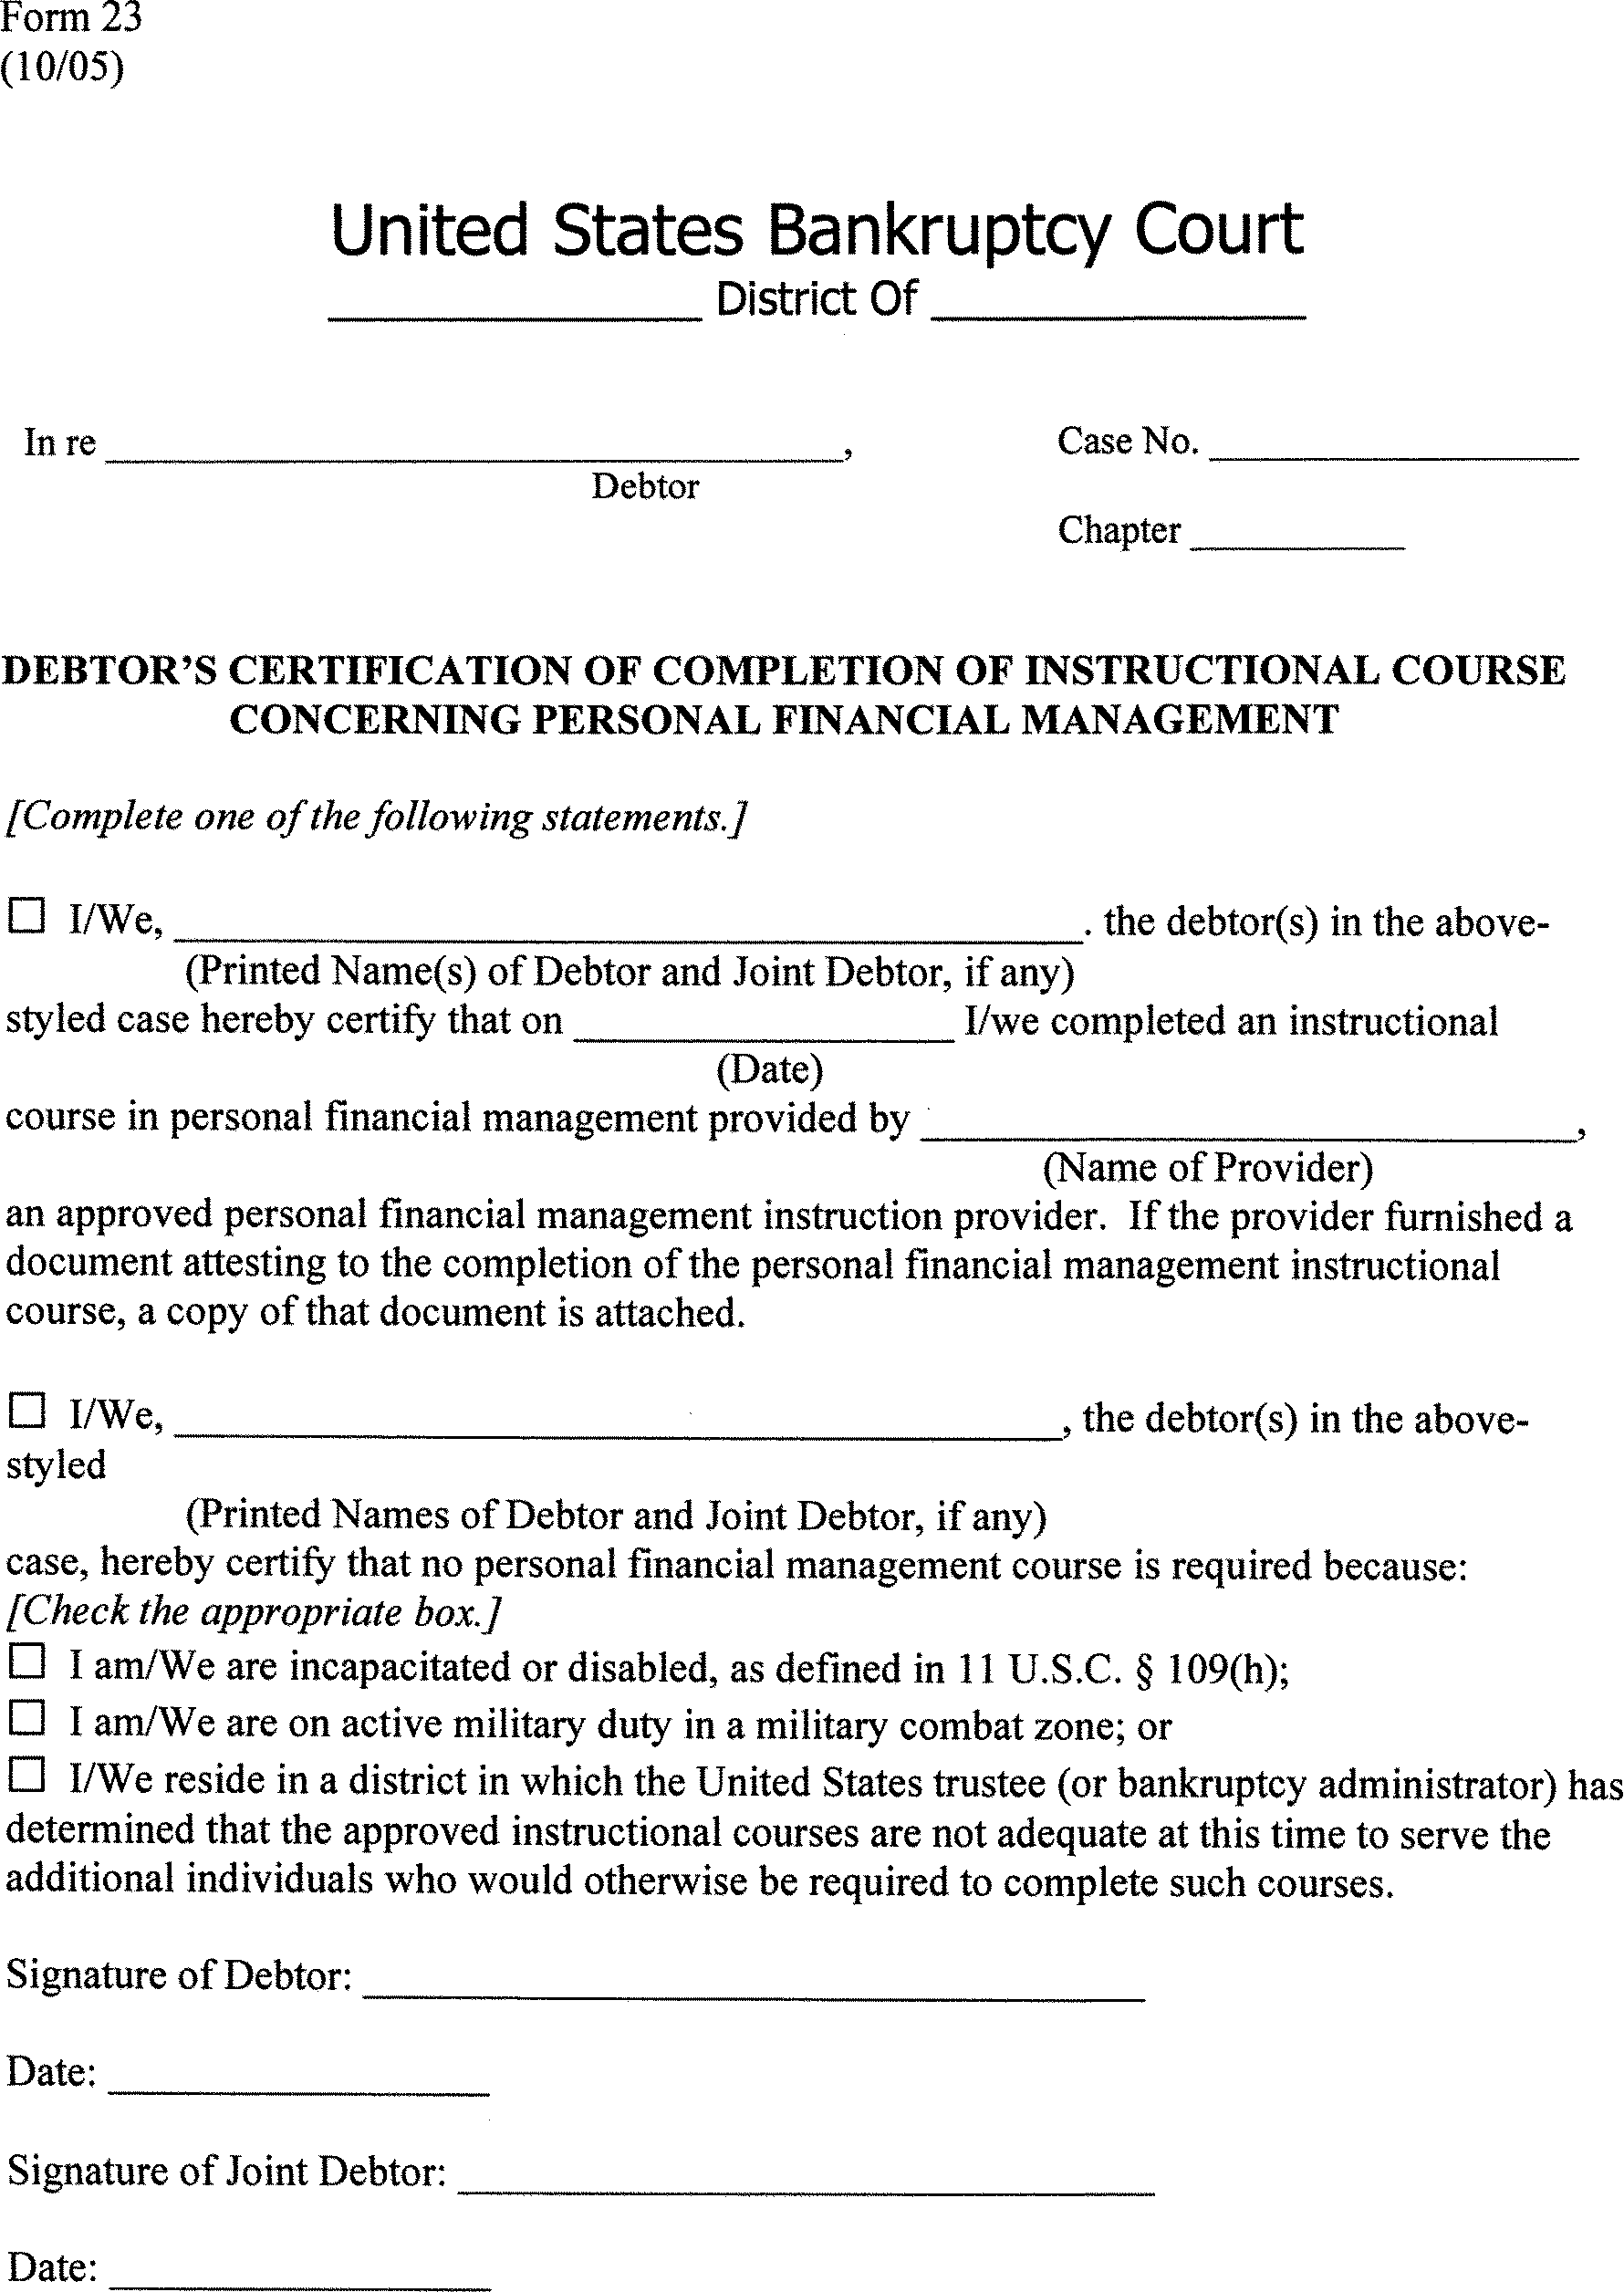 Form 23
(10/05)
United States Bankruptcy Court
_______________ District Of _______________
In re ______________________________, Case No. _______________
Debtor
Chapter _________
DEBTOR’S CERTIFICATION OF COMPLETION OF INSTRUCTIONAL COURSE
CONCERNING PERSONAL FINANCIAL MANAGEMENT
[Complete one of the following statements.]
☐ I/We, ____________________________________. the debtor(s) in the above-
(Printed Name(s) of Debtor and Joint Debtor, if any)
styled case hereby certify that on _______________ I/we completed an instructional
(Date)
course in personal financial management provided by __________________________,
(Name of Provider)
an approved personal financial management instruction provider. If the provider furnished a
document attesting to the completion of the personal financial management instructional
course, a copy of that document is attached.
☐ I/We, ___________________________________, the debtor(s) in the above-
styled
(Printed Names of Debtor and Joint Debtor, if any)
case, hereby certify that no personal financial management course is required because:
[Check the appropriate box.]
☐ I am/We are incapacitated or disabled, as defined in 11 U.S.C. § 109(h);
☐ I am/We are on active military duty in a military combat zone; or
☐ I/We reside in a district in which the United States trustee (or bankruptcy administrator) has
determined that the approved instructional courses are not adequate at this time to serve the
additional individuals who would otherwise be required to complete such courses.
Signature of Debtor: _______________________________
Date: _______________
Signature of Joint Debtor: ____________________________
Date: _______________